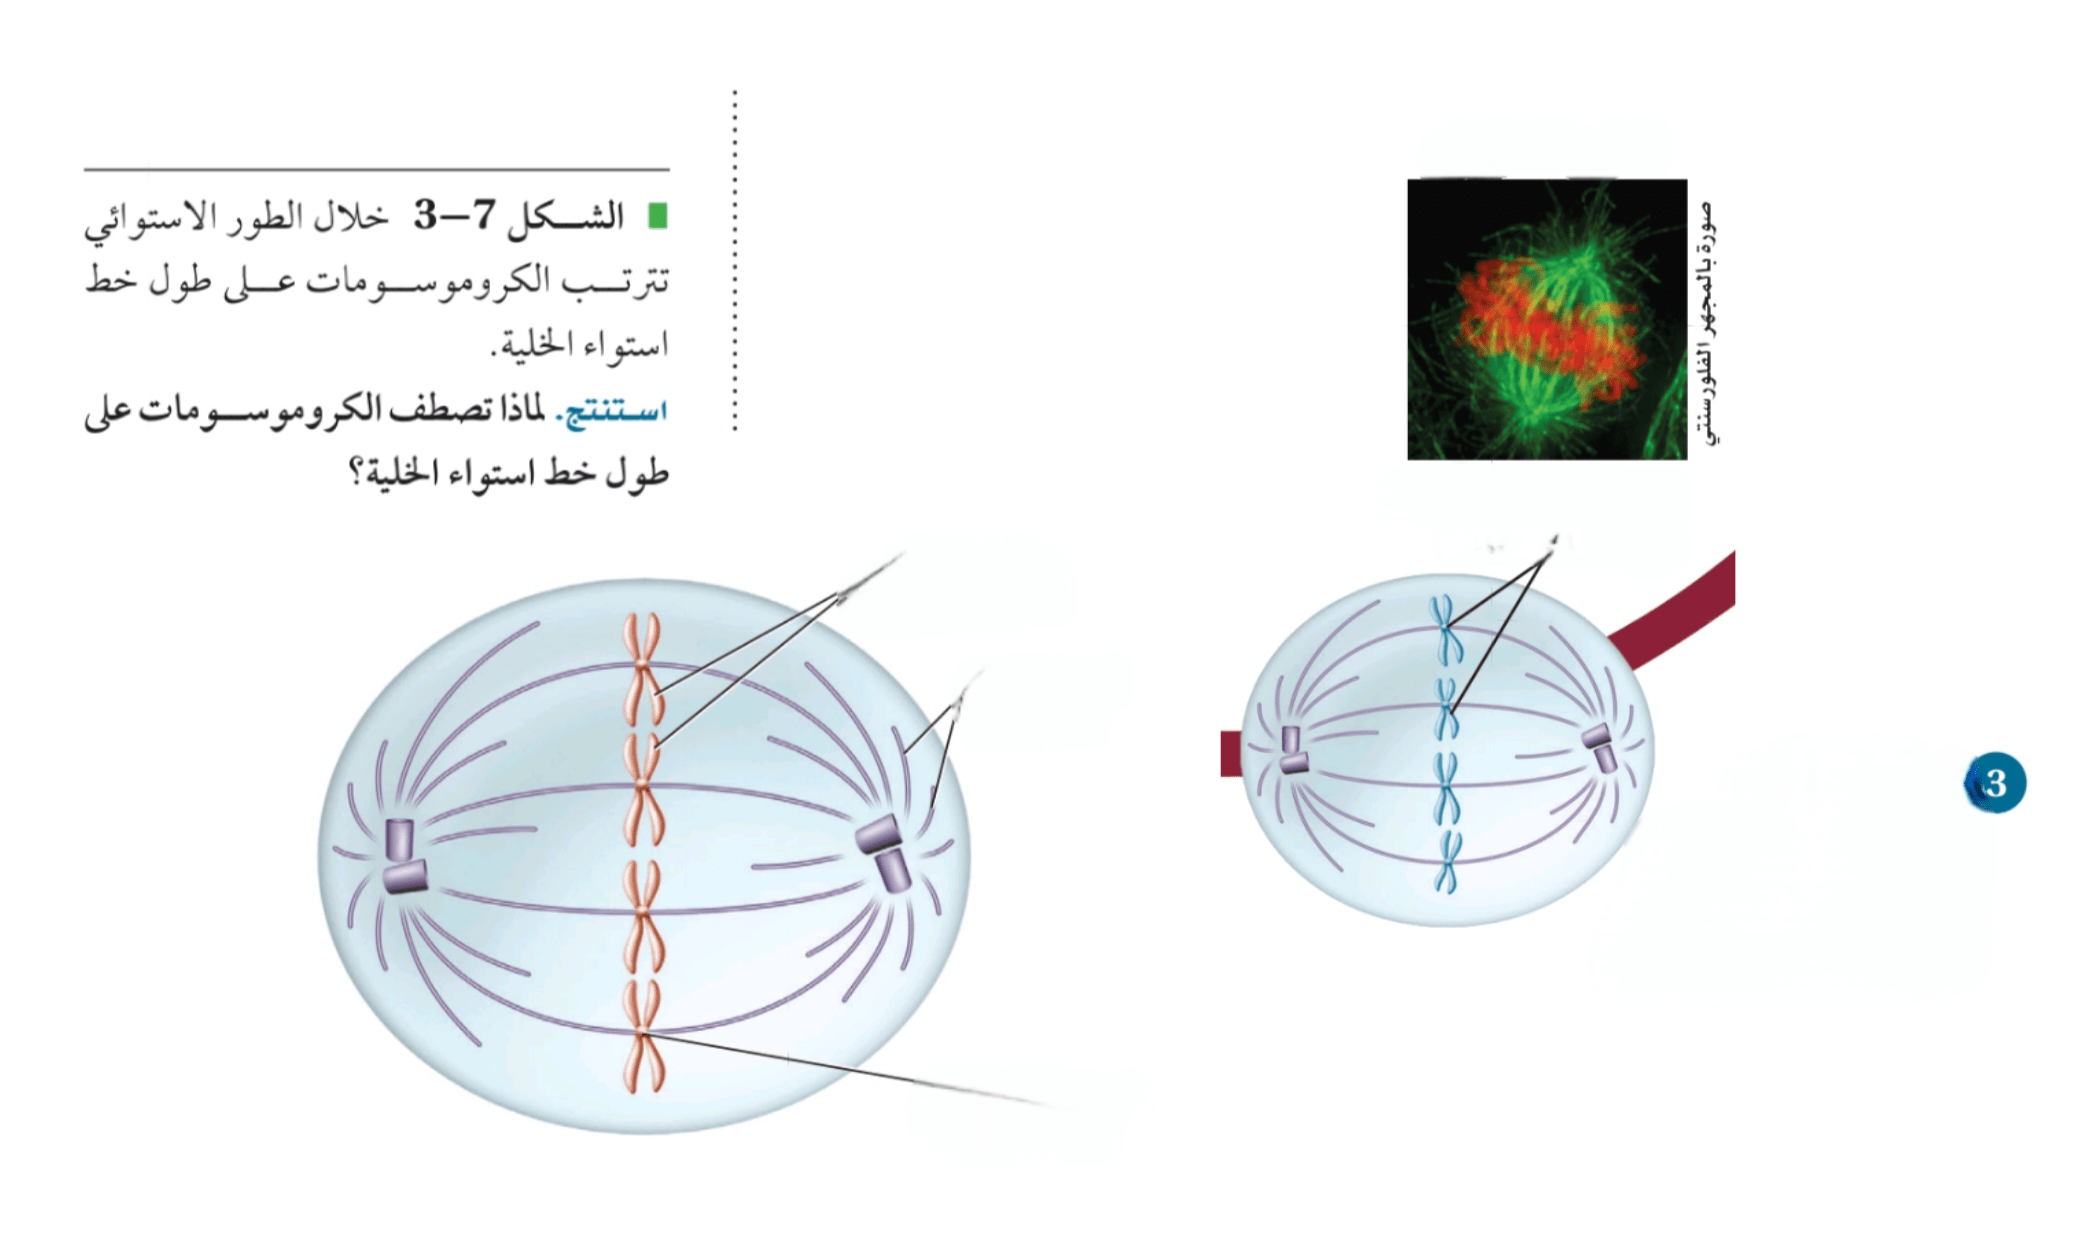 الشكل 7–3 خلال الطور الاستوائي
تترتب الكروموسومات على طول خط
استواء الخلية.
استنتج. لماذا تصطف الكروموسومات على
طول خط استواء الخلية؟
صورة بالمجهر الفلورسنتي
3